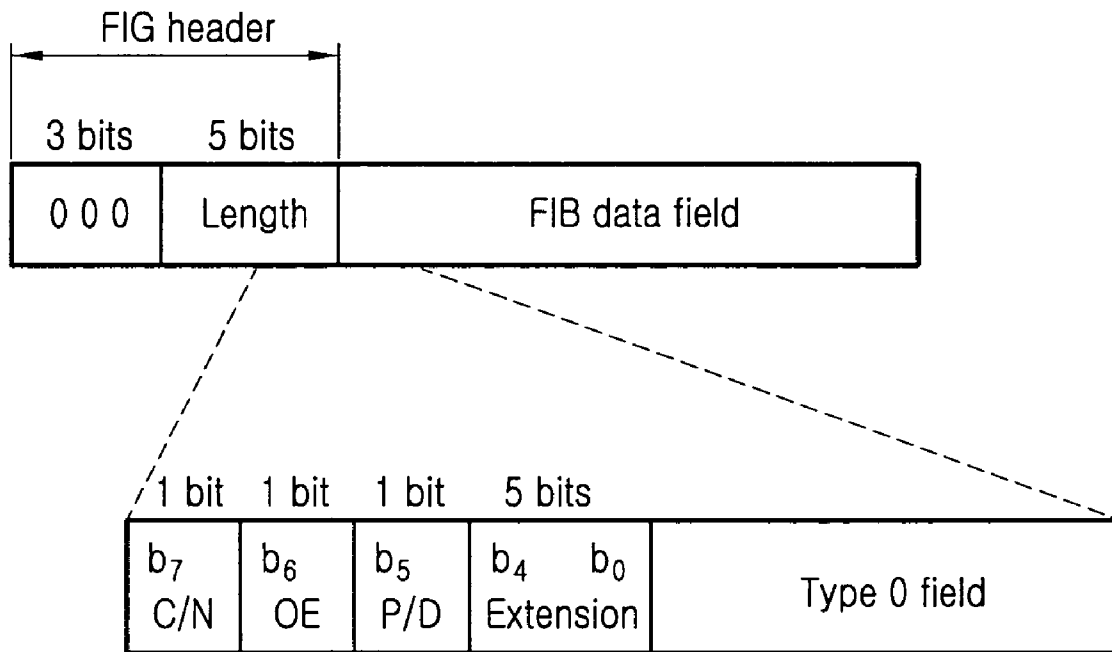 FIG header
3 bits 5 bits
0 0 0 Length FIB data field
1 bit 1 bit 1 bit 5 bits
b7 b6 b5 b4 b0
C/N OE P/D Extension Type 0 field